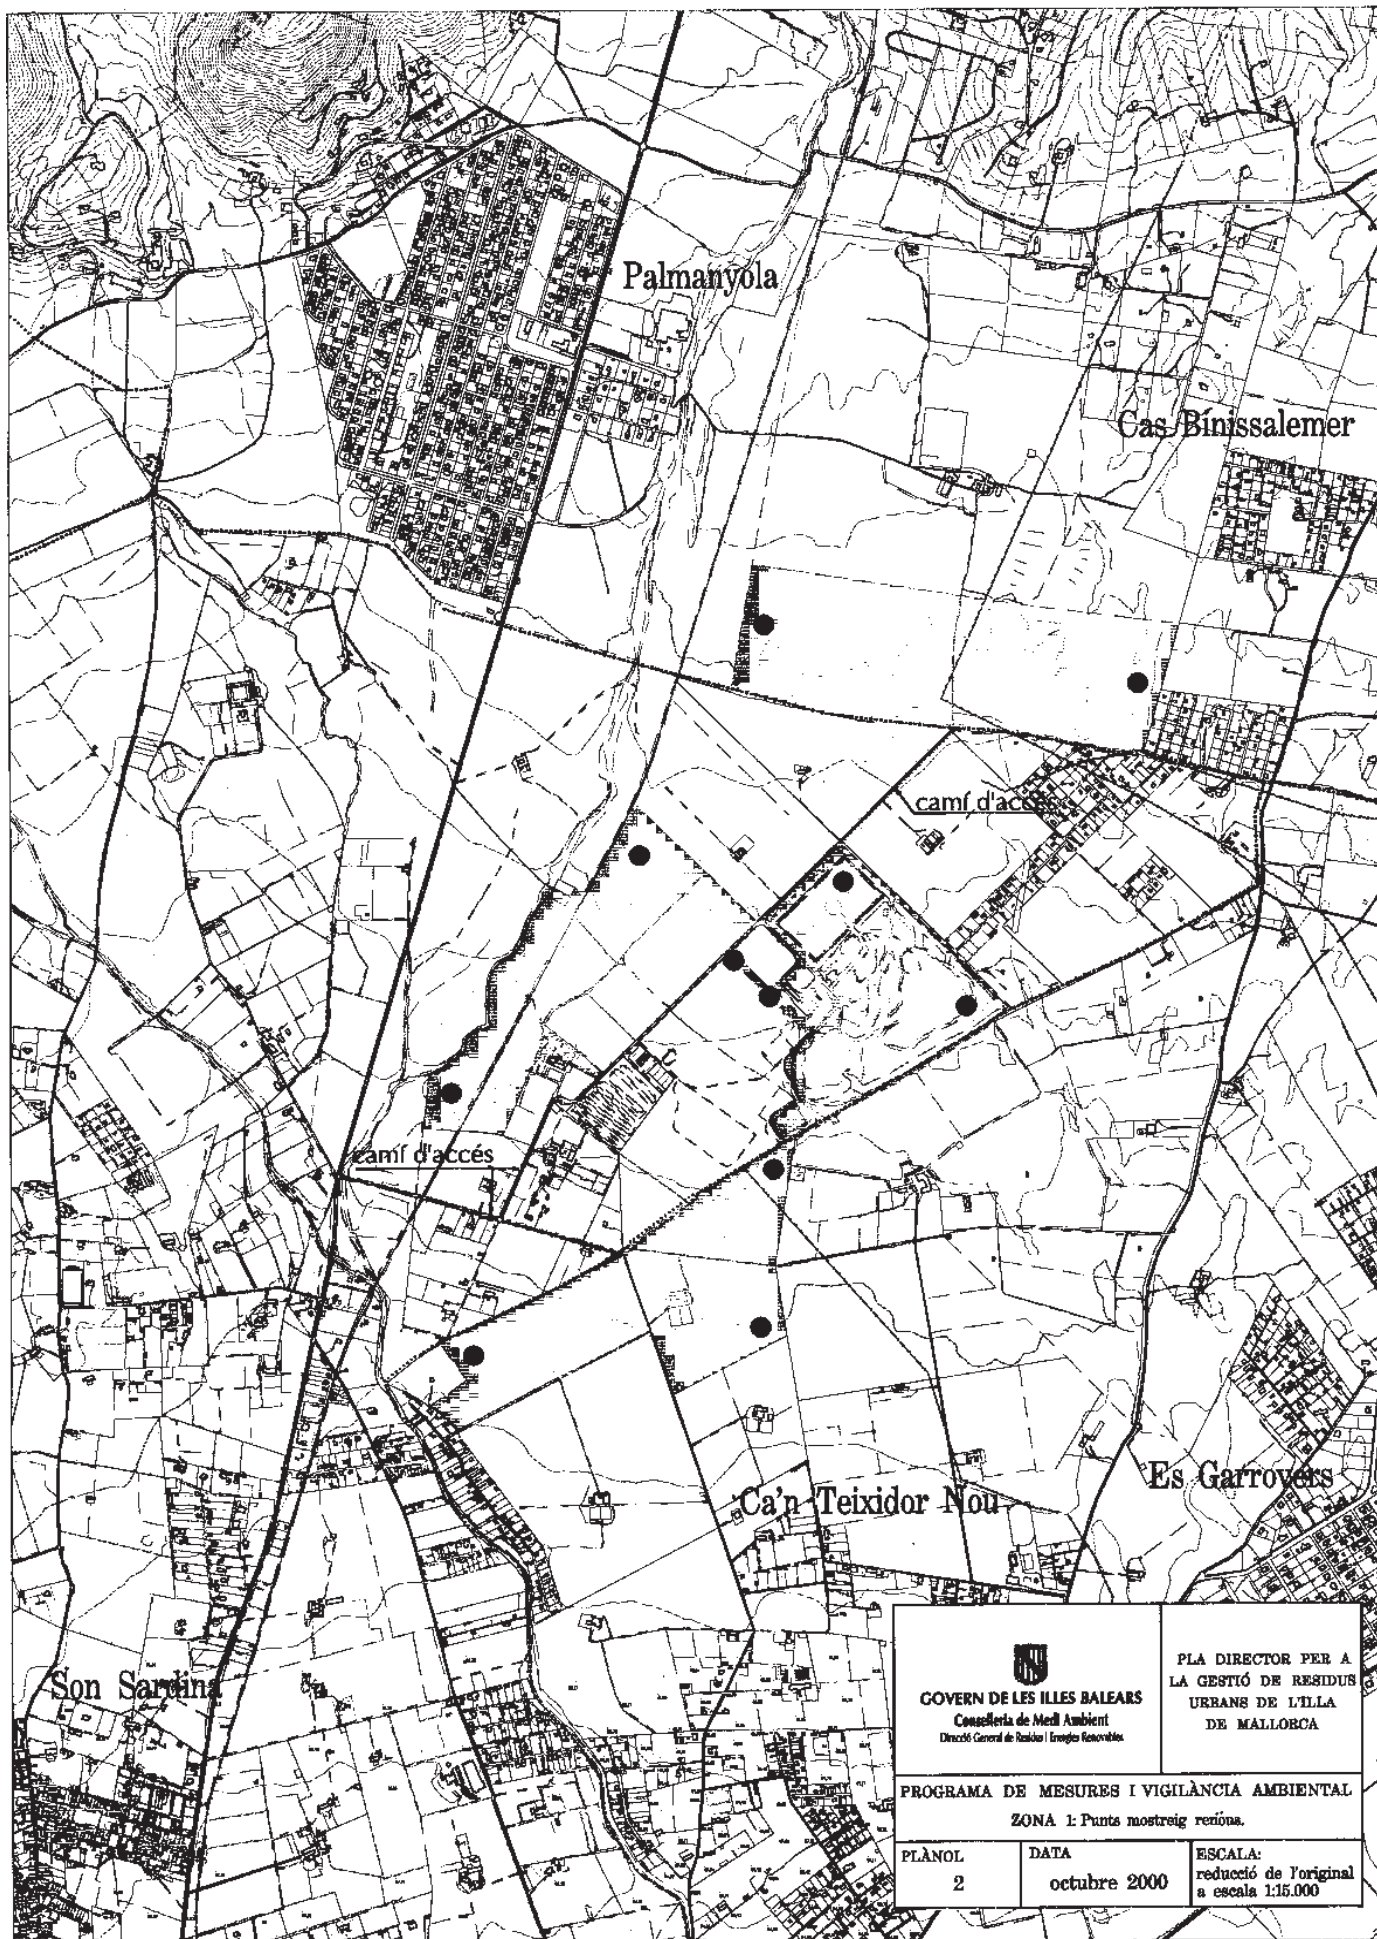 Palmanyola
Cas Binissalemer
camí d'accés
camí d'accés
Ca'n Teixidor Nou
Es Garrovers
Son Sardina
GOVERN DE LES ILLES BALEARS
Conselleria de Medi Ambient
Direcció General de Residus i Energies Renovables
PLA DIRECTOR PER A
LA GESTIÓ DE RESIDUS
URBANS DE L'ILLA
DE MALLORCA
PROGRAMA DE MESURES I VIGILÀNCIA AMBIENTAL
ZONA 1: Punts mostreig renous.
PLÀNOL
2
DATA
octubre 2000
ESCALA:
reducció de l'original
a escala 1:15.000